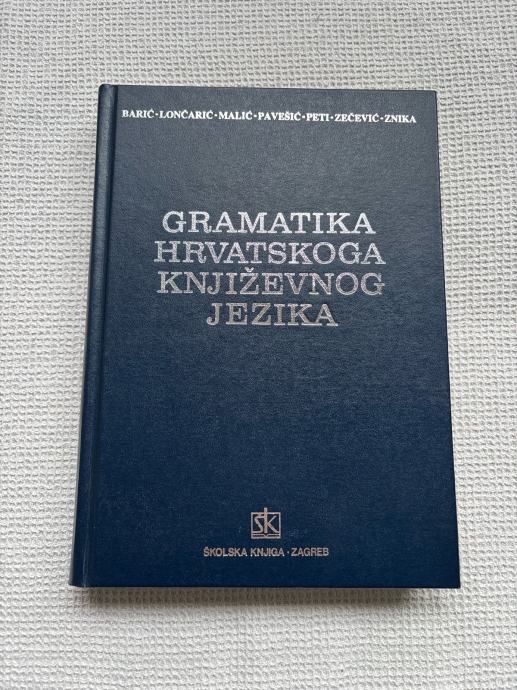 BARIĆ·LONČARIĆ·MALIĆ·PAVEŠIĆ·PETI·ZEČEVIĆ·ZNIKA
GRAMATIKA
HRVATSKOGA
KNJIŽEVNOG
JEZIKA
ŠK
ŠKOLSKA KNJIGA·ZAGREB